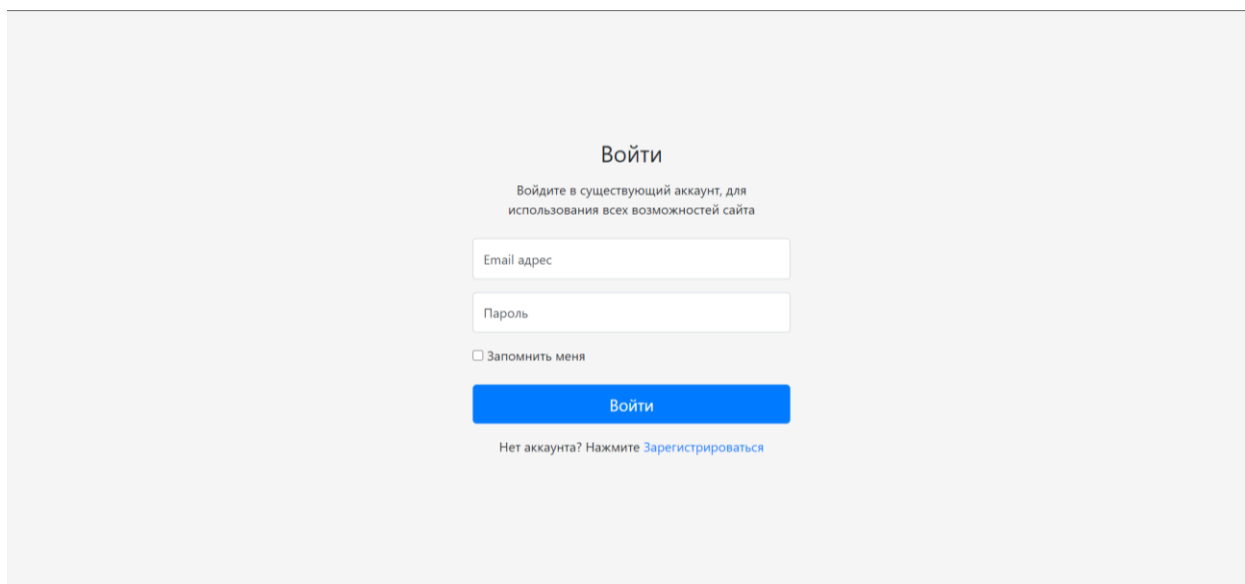 Войти
Войдите в существующий аккаунт, для
использования всех возможностей сайта
Email адрес
Пароль
Запомнить меня
Войти
Нет аккаунта? Нажмите Зарегистрироваться